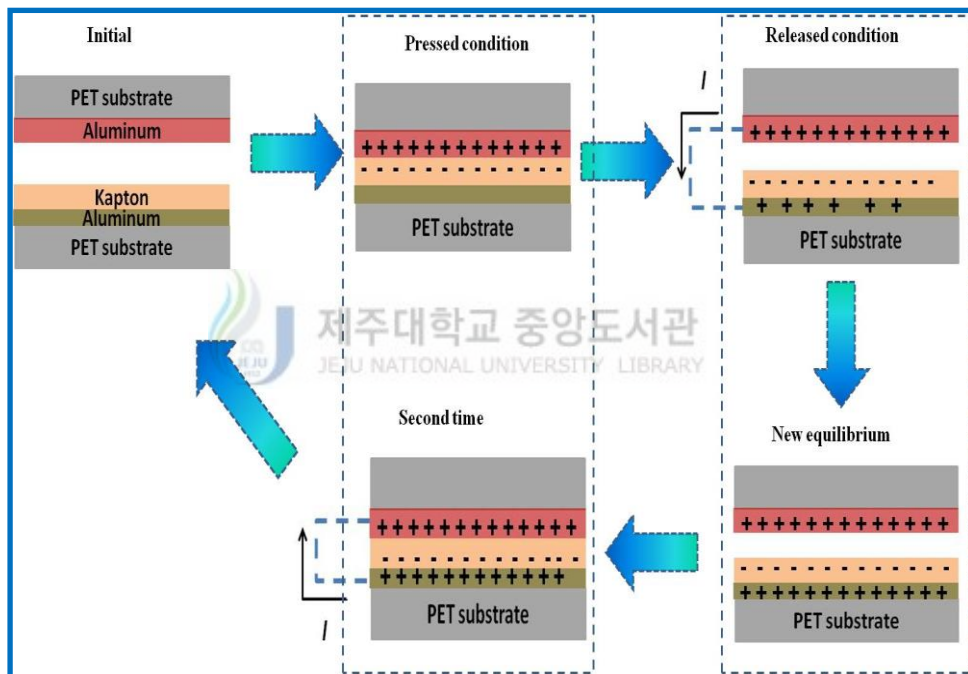 Initial
PET substrate
Aluminum
Kapton
Aluminum
PET substrate
Pressed condition
+ + + + + + + + + + + + +
- - - - - - - - - - - - -
PET substrate
Released condition
I
+ + + + + + + + + + + + +
- - - - - - - - - - -
+ + + + + +
PET substrate
제주대학교 중앙도서관
JEJU NATIONAL UNIVERSITY LIBRARY
Second time
+ + + + + + + + + + + + +
- - - - - - - - - - -
+ + + + + + + + + + + +
I
PET substrate
New equilibrium
+ + + + + + + + + + + + +
- - - - - - - - - - -
+ + + + + + + + + + + + +
PET substrate